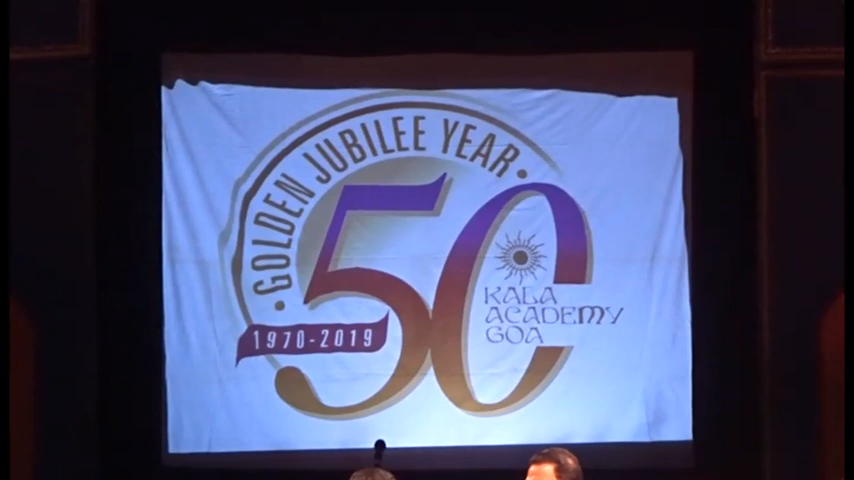 • GOLDEN JUBILEE YEAR •
50
KALA
ACADEMY
GOA
1970-2019